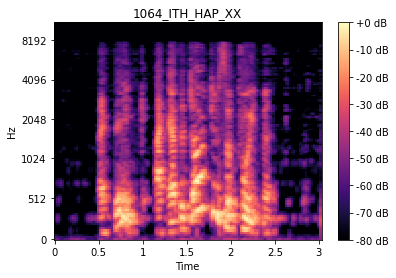 1064_ITH_HAP_XX
+0 dB
8192
-10 dB
4096
-20 dB
-30 dB
2048
Hz
-40 dB
1024
-50 dB
512
-60 dB
-70 dB
0
-80 dB
0 0.5 1 1.5 2 2.5 3
Time